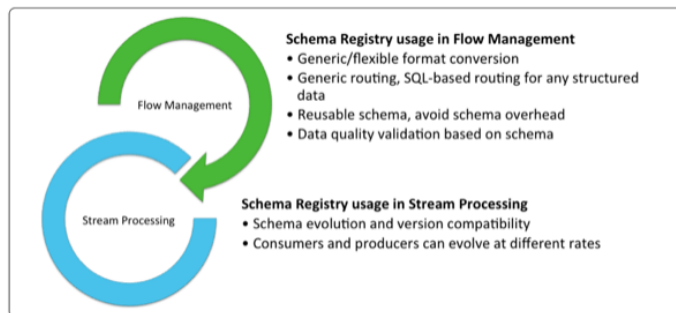 Schema Registry usage in Flow Management
• Generic/flexible format conversion
• Generic routing, SQL-based routing for any structured
data
• Reusable schema, avoid schema overhead
• Data quality validation based on schema
Flow Management
Schema Registry usage in Stream Processing
• Schema evolution and version compatibility
• Consumers and producers can evolve at different rates
Stream Processing